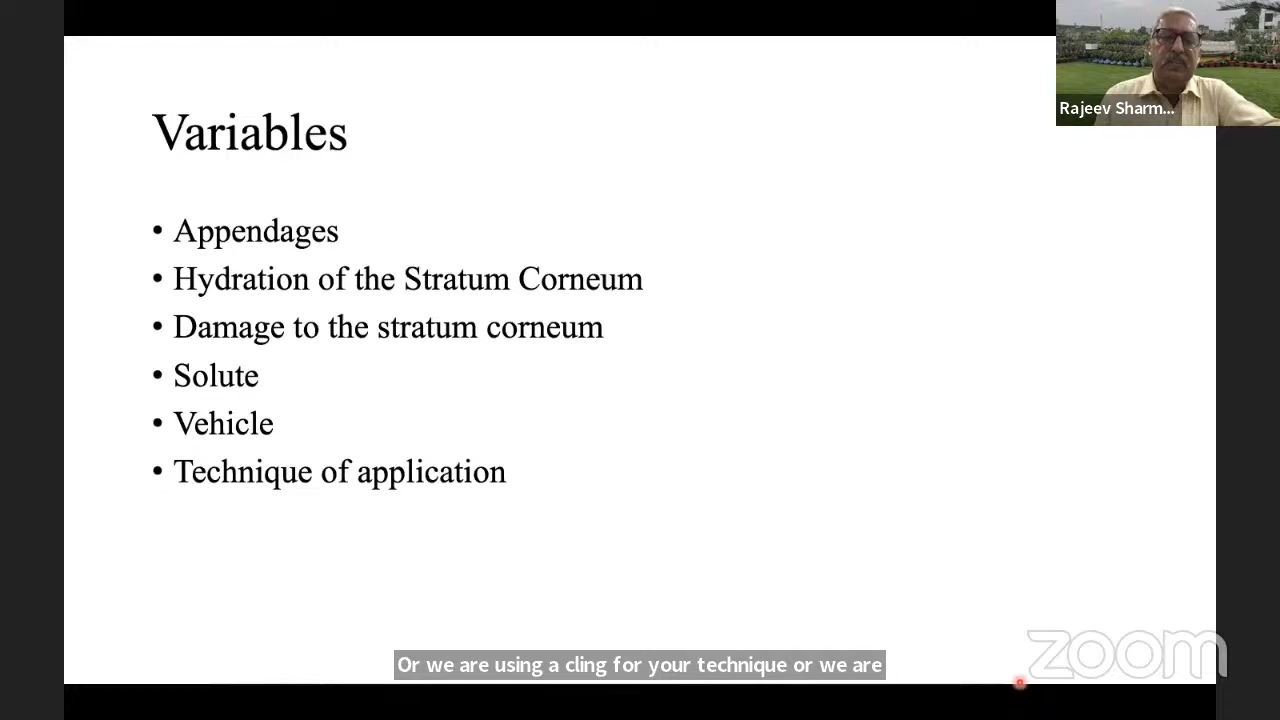 Variables
• Appendages
• Hydration of the Stratum Corneum
• Damage to the stratum corneum
• Solute
• Vehicle
• Technique of application
Rajeev Sharm...
Or we are using a cling for your technique or we are
zoom